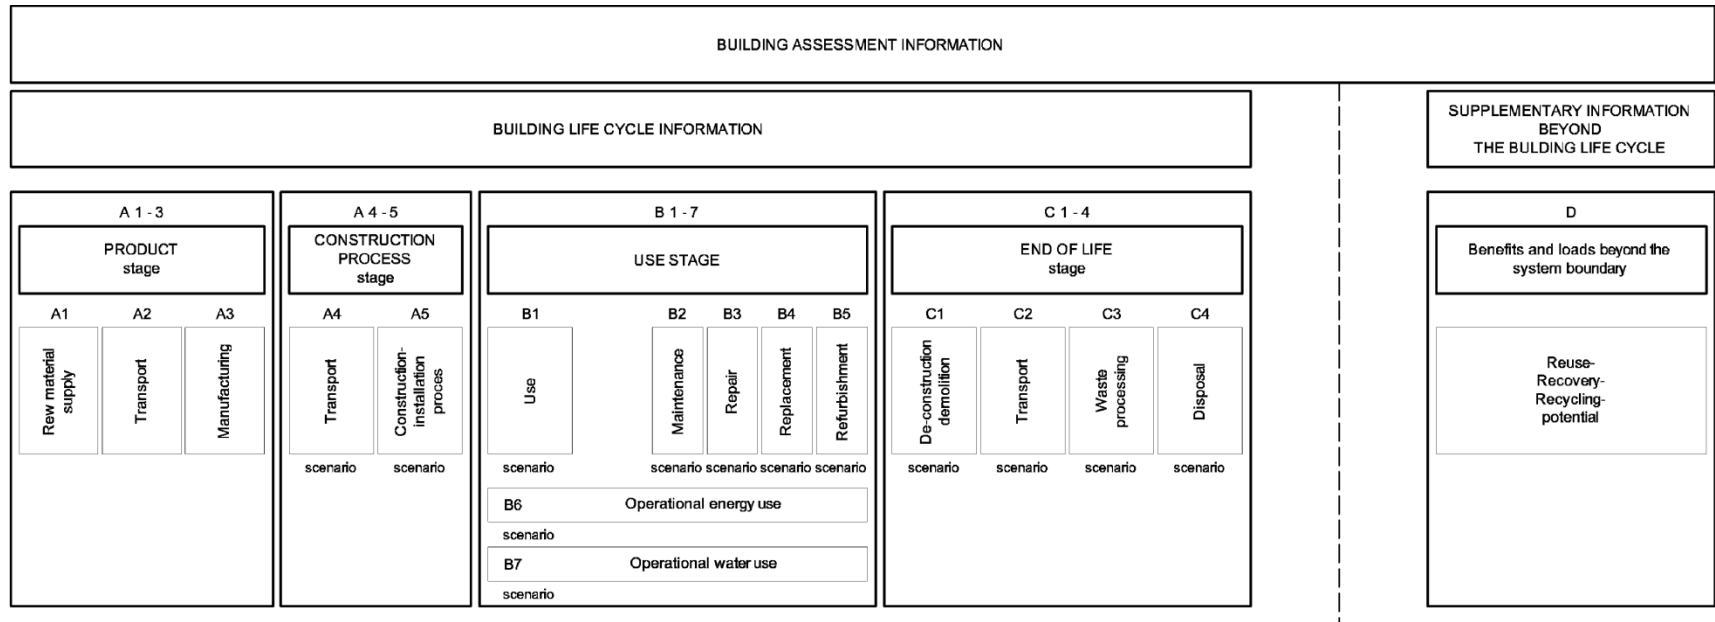 BUILDING ASSESSMENT INFORMATION
BUILDING LIFE CYCLE INFORMATION
SUPPLEMENTARY INFORMATION
BEYOND
THE BULDING LIFE CYCLE
A 1 - 3
PRODUCT
stage
A1
A2
A3
Rew material
supply
Transport
Manufacturing
A 4 - 5
CONSTRUCTION
PROCESS
stage
A4
A5
Transport
Construction-
installation
proces
scenario
scenario
B 1 - 7
USE STAGE
B1
B2
B3
B4
B5
Use
Maintenance
Repair
Replacement
Refurbishment
scenario
scenario
scenario
scenario
scenario
B6
Operational energy use
scenario
B7
Operational water use
scenario
C 1 - 4
END OF LIFE
stage
C1
C2
C3
C4
De-construction
demolition
Transport
Waste
processing
Disposal
scenario
scenario
scenario
scenario
D
Benefits and loads beyond the
system boundary
Reuse-
Recovery-
Recycling-
potential